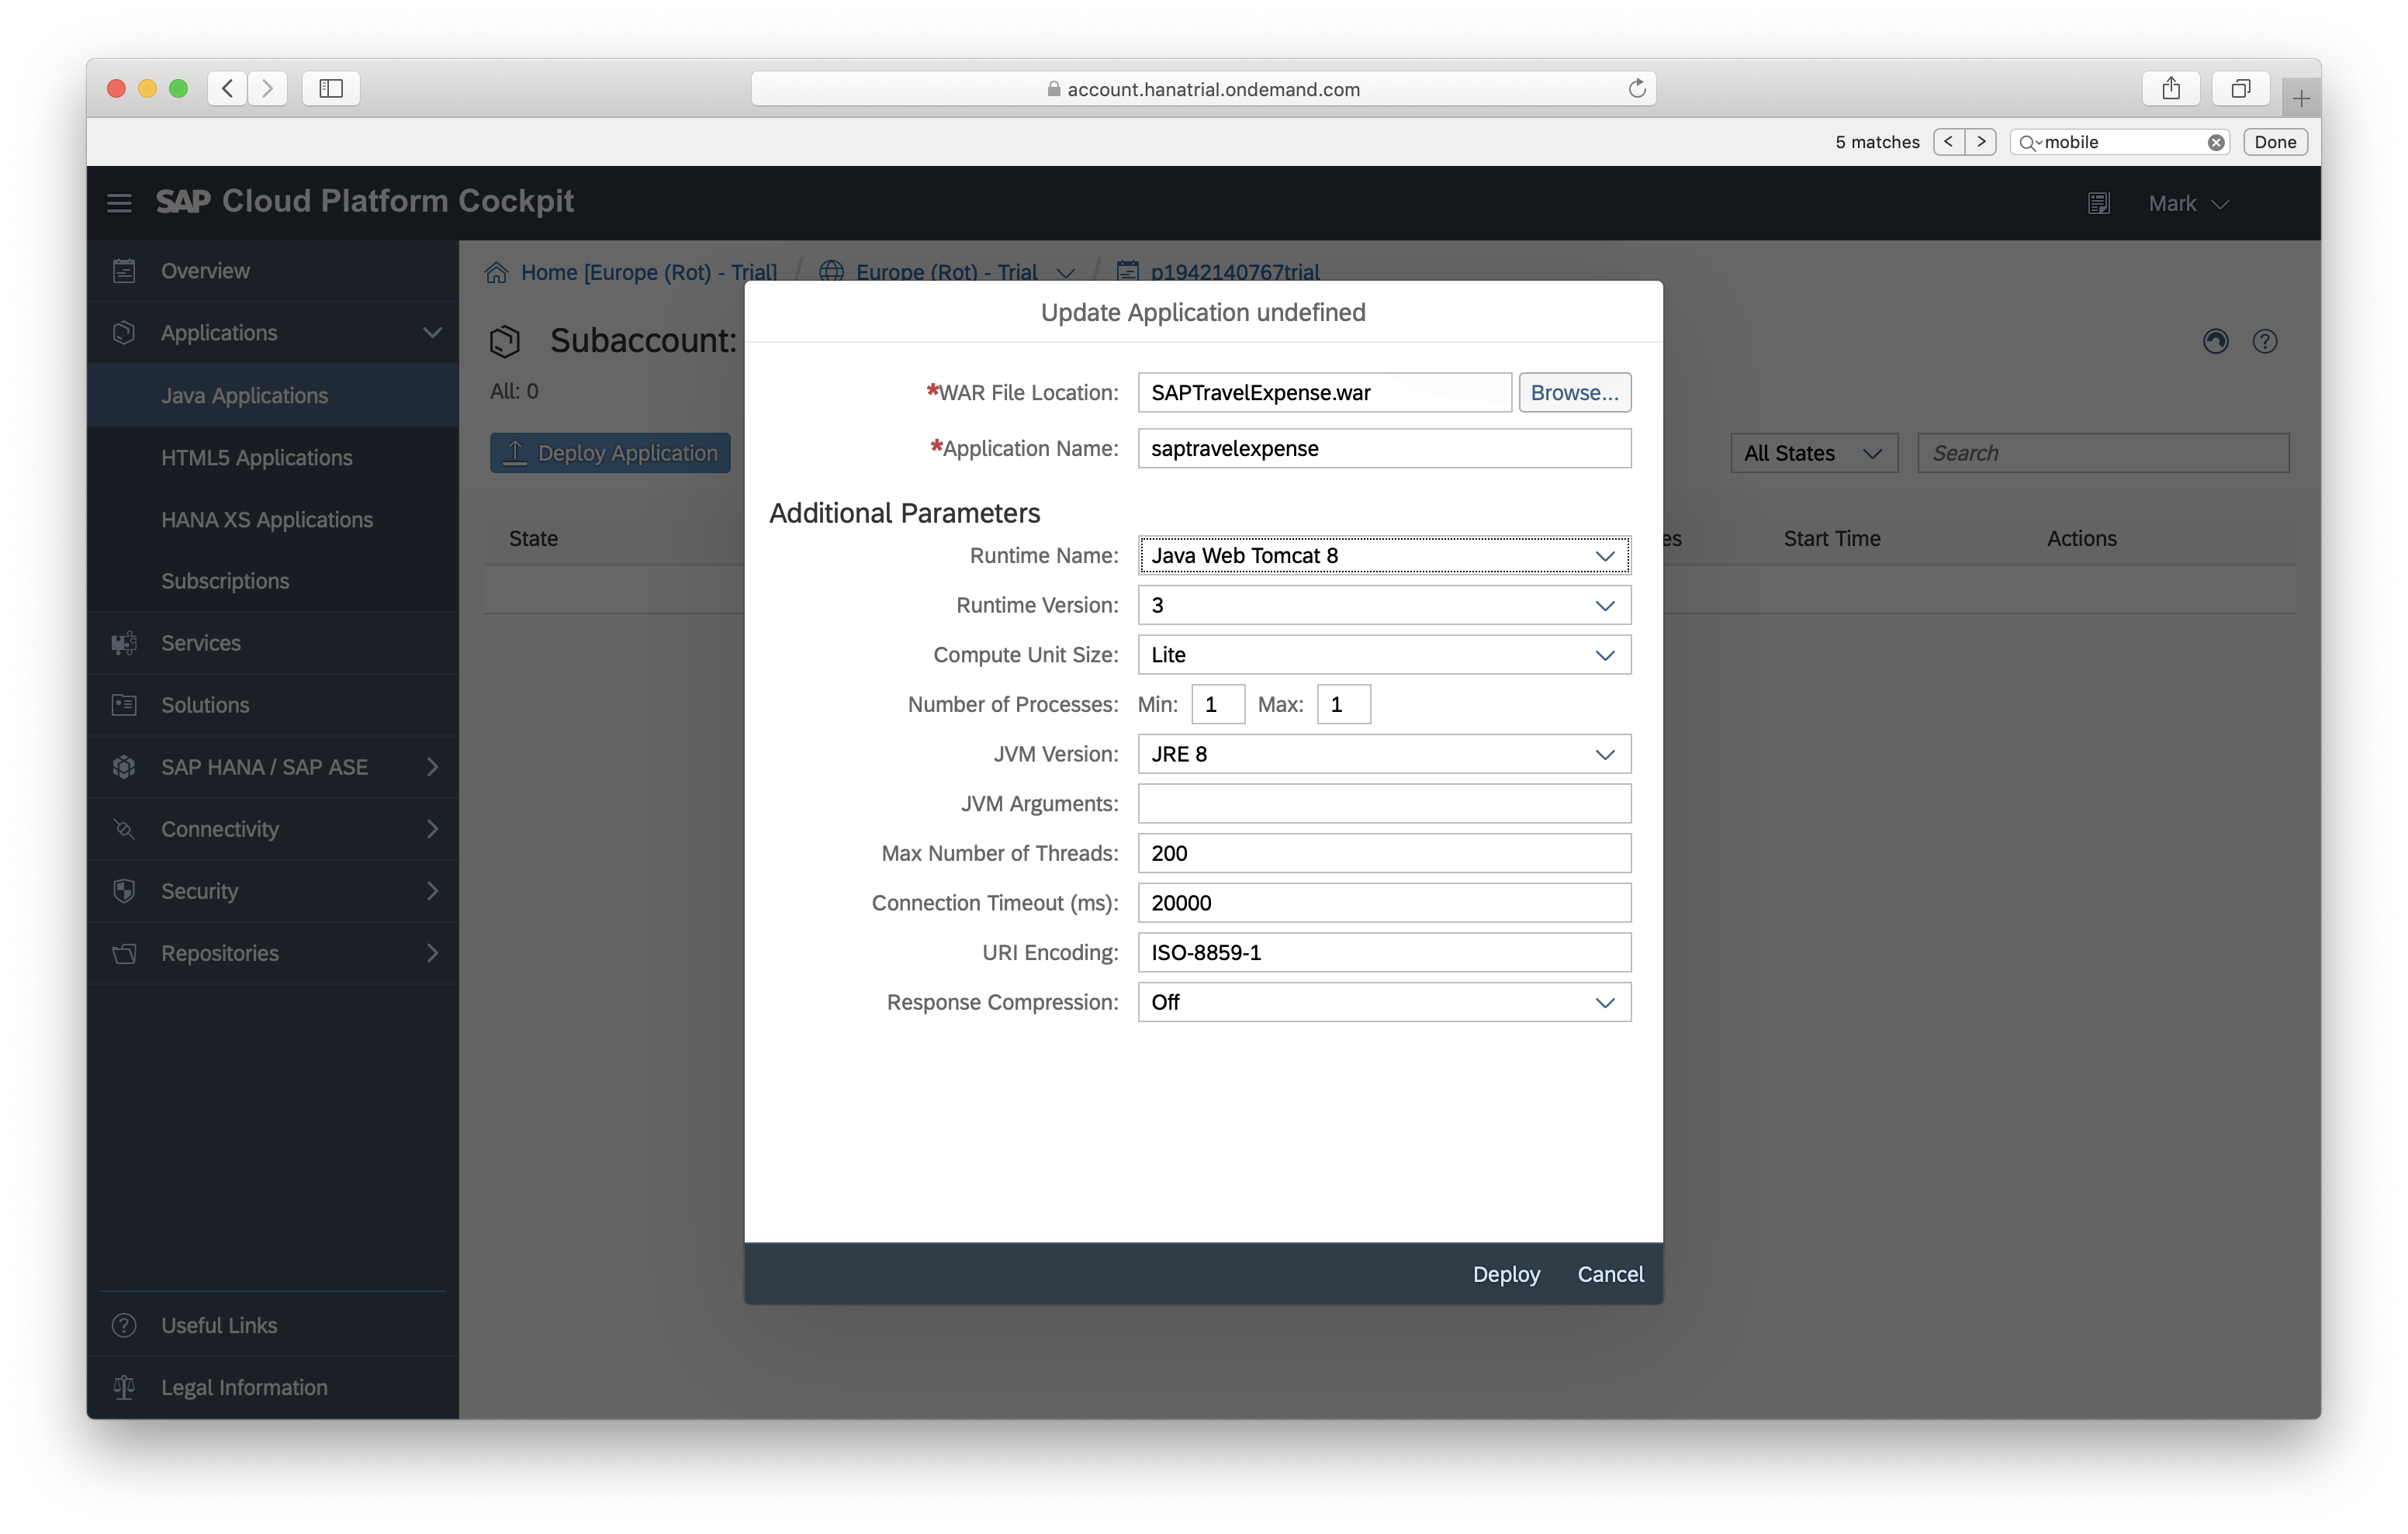 account.hanatrial.ondemand.com
5 matches
mobile
Done
SAP Cloud Platform Cockpit
Mark
Overview
Applications
Java Applications
HTML5 Applications
HANA XS Applications
Subscriptions
Services
Solutions
SAP HANA / SAP ASE
Connectivity
Security
Repositories
Useful Links
Legal Information
Home [Europe (Rot) - Trial] / Europe (Rot) - Trial / p1942140767trial
Subaccount:
All: 0
Deploy Application
All States
Search
State
es
Start Time
Actions
Update Application undefined
*WAR File Location: SAPTravelExpense.war Browse...
*Application Name: saptravelexpense
Additional Parameters
Runtime Name: Java Web Tomcat 8
Runtime Version: 3
Compute Unit Size: Lite
Number of Processes: Min: 1 Max: 1
JVM Version: JRE 8
JVM Arguments:
Max Number of Threads: 200
Connection Timeout (ms): 20000
URI Encoding: ISO-8859-1
Response Compression: Off
Deploy Cancel